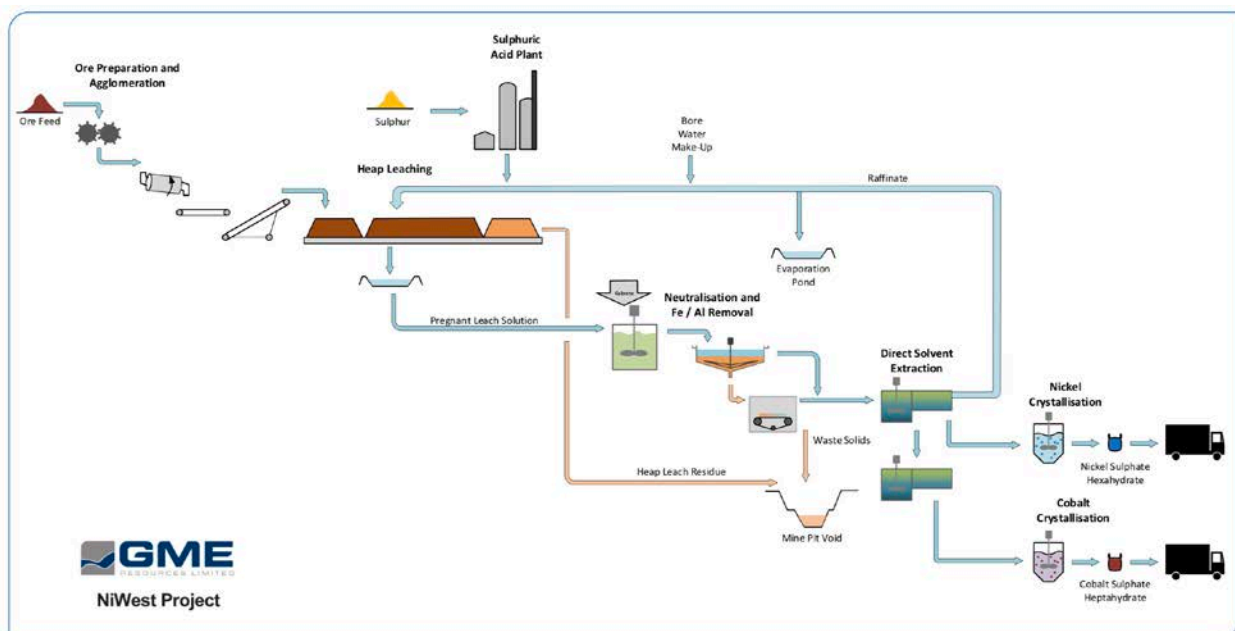 Sulphuric
Acid Plant
Ore Preparation and
Agglomeration
Ore Feed
Sulphur
Bore
Water
Make-Up
Heap Leaching
Raffinate
Evaporation
Pond
Neutralisation and
Fe / Al Removal
Pregnant Leach Solution
Direct Solvent
Extraction
Nickel
Crystallisation
Waste Solids
Heap Leach Residue
Nickel Sulphate
Hexahydrate
Cobalt
Crystallisation
Mine Pit Void
Cobalt Sulphate
Heptahydrate
GME
RESOURCES LIMITED
NiWest Project